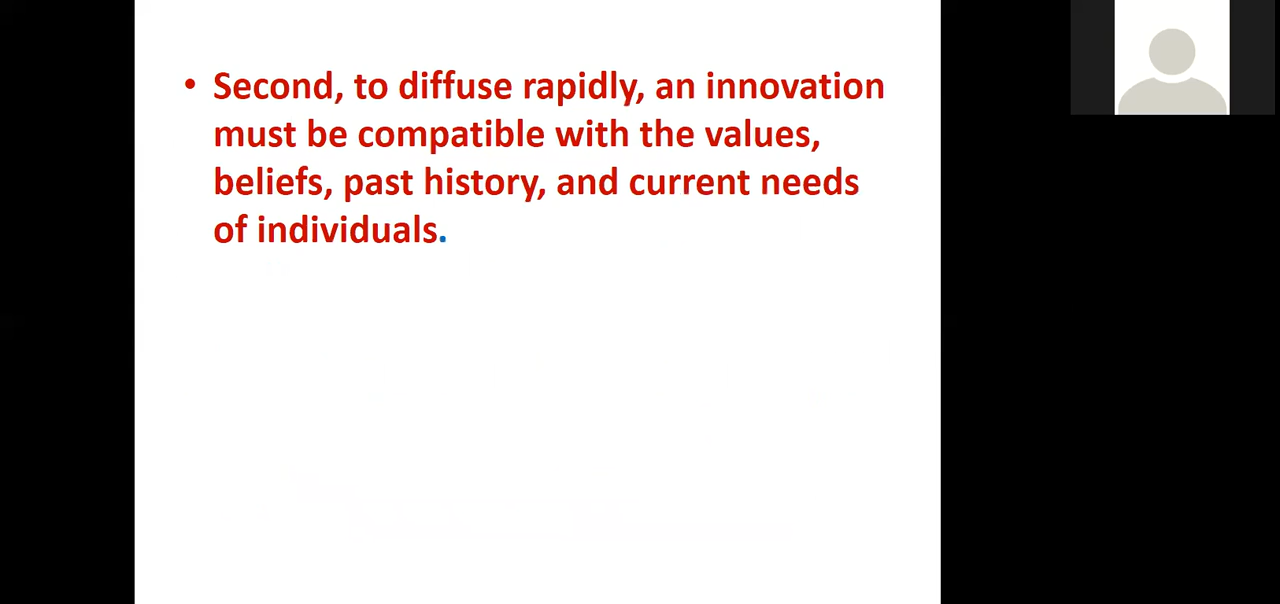 • Second, to diffuse rapidly, an innovation
must be compatible with the values,
beliefs, past history, and current needs
of individuals.